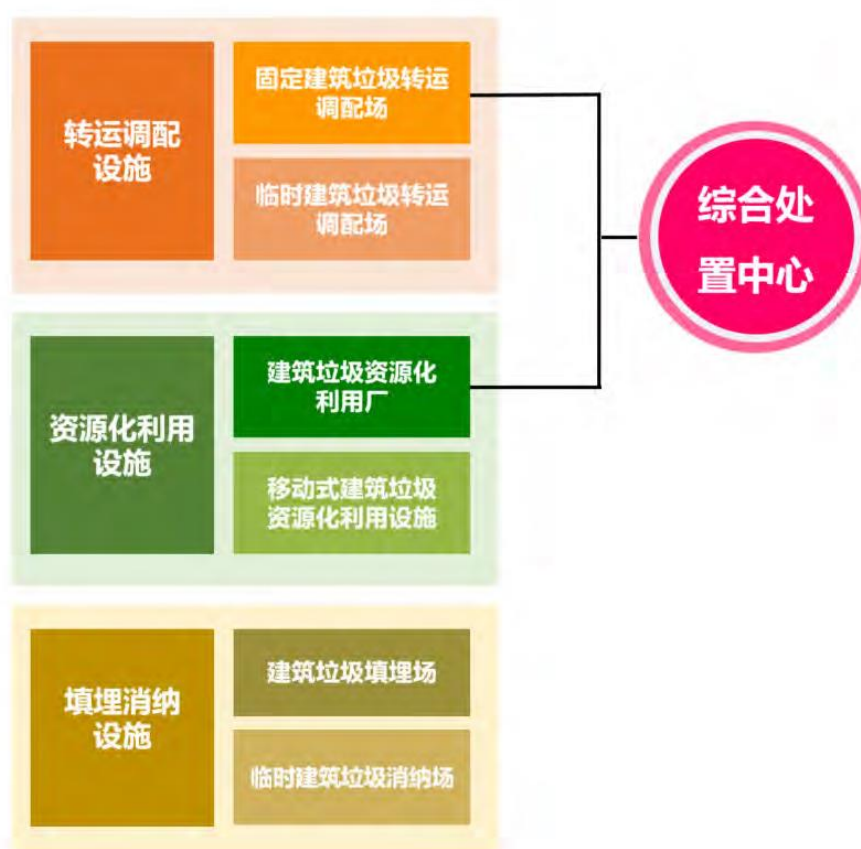 转运调配
设施
固定建筑垃圾转运
调配场
临时建筑垃圾转运
调配场
综合处
置中心
资源化利用
设施
建筑垃圾资源化
利用厂
移动式建筑垃圾
资源化利用设施
填埋消纳
设施
建筑垃圾填埋场
临时建筑垃圾消纳场